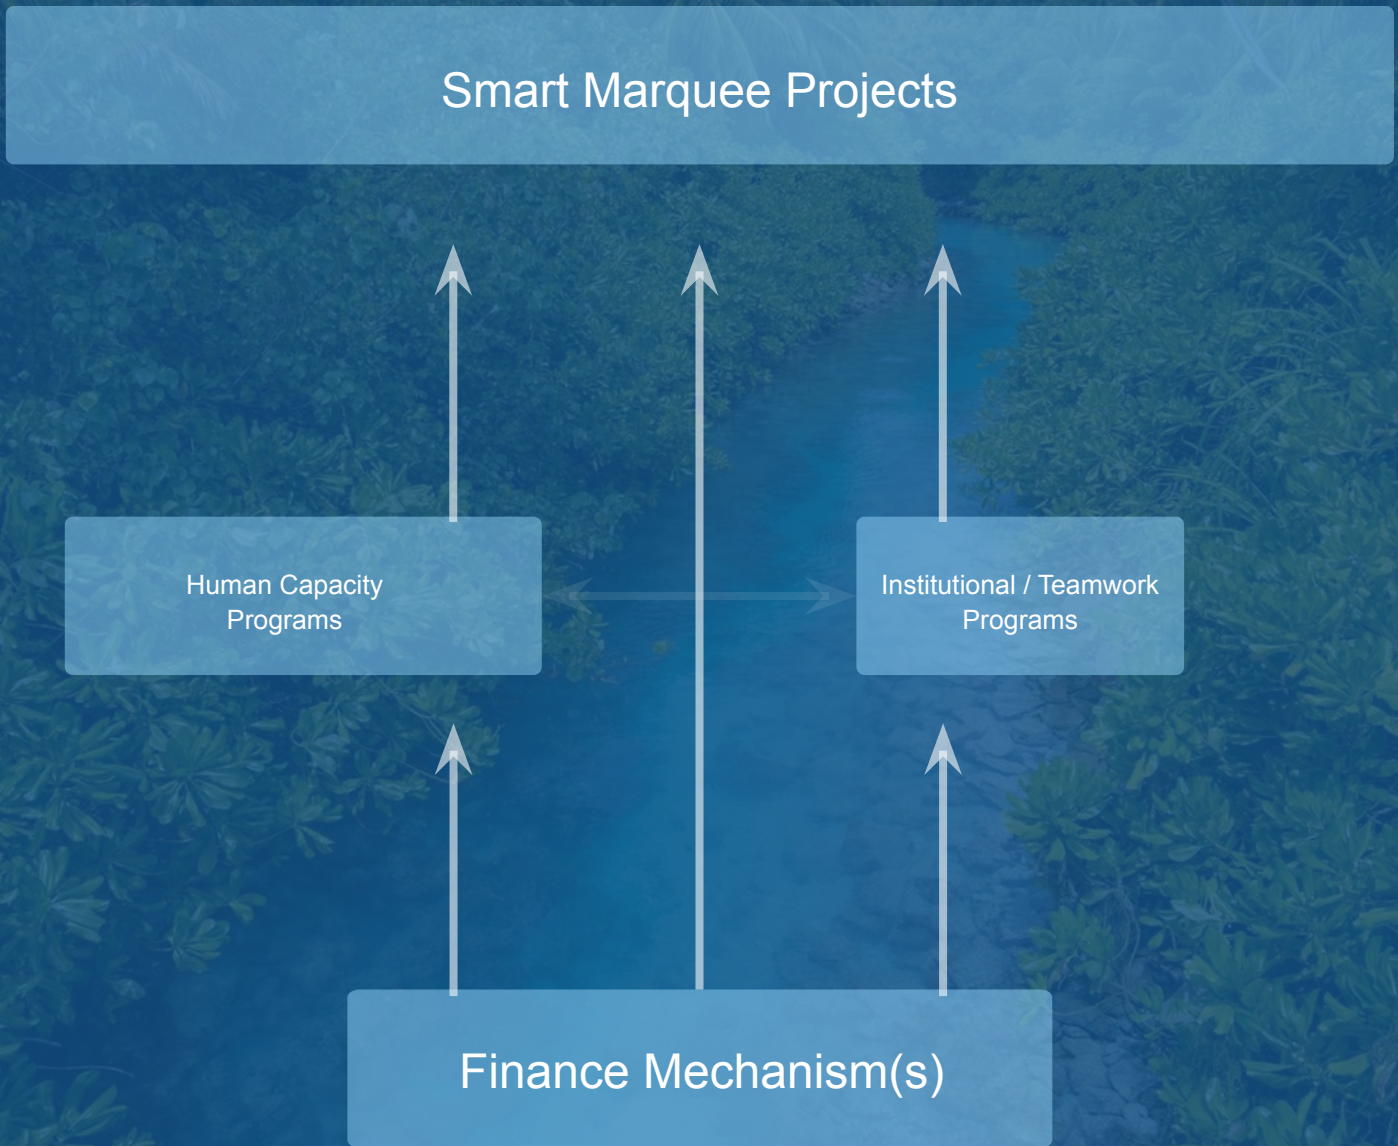 Smart Marquee Projects
Human Capacity
Programs
Institutional / Teamwork
Programs
Finance Mechanism(s)